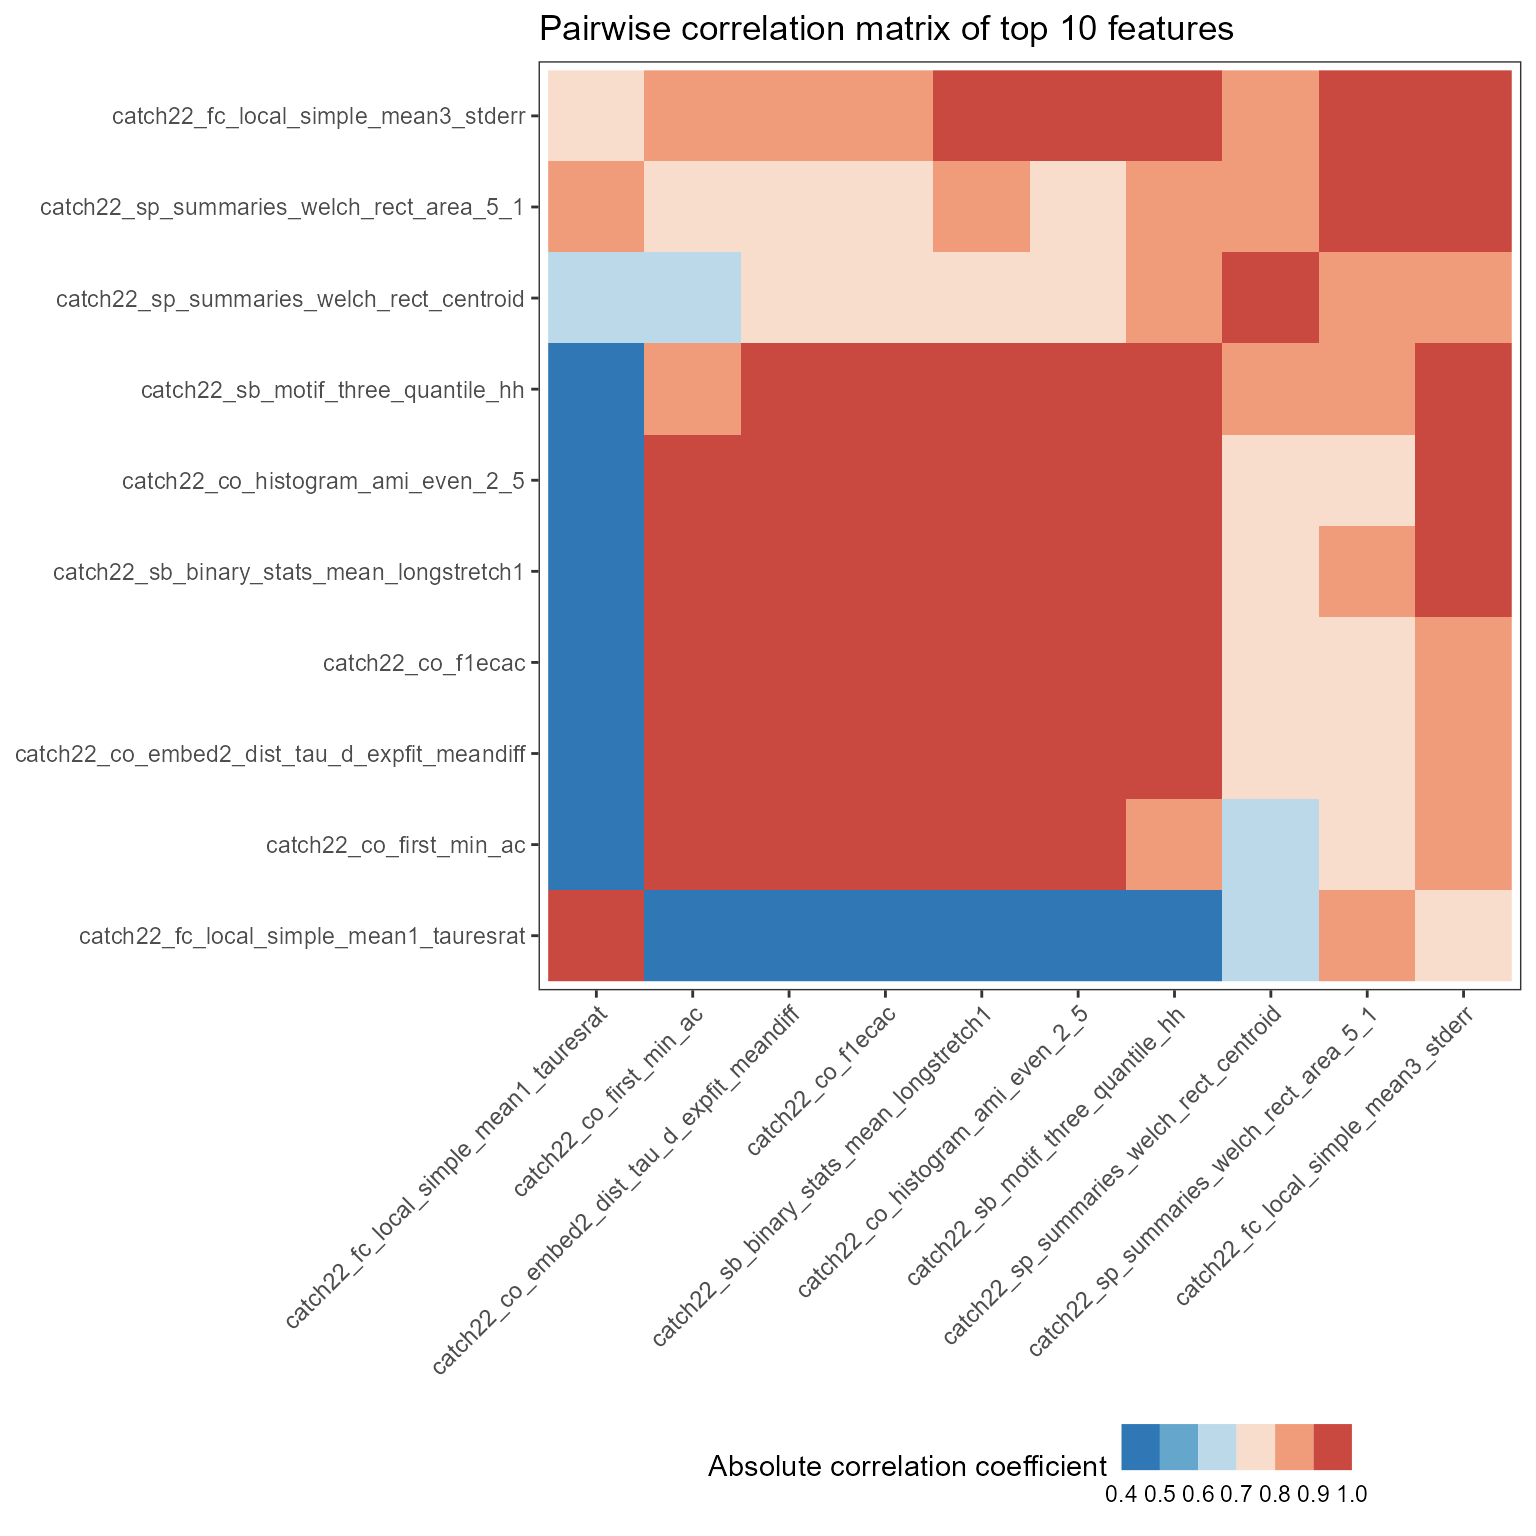 Pairwise correlation matrix of top 10 features
catch22_fc_local_simple_mean3_stderr
catch22_sp_summaries_welch_rect_area_5_1
catch22_sp_summaries_welch_rect_centroid
catch22_sb_motif_three_quantile_hh
catch22_co_histogram_ami_even_2_5
catch22_sb_binary_stats_mean_longstretch1
catch22_co_f1ecac
catch22_co_embed2_dist_tau_d_expfit_meandiff
catch22_co_first_min_ac
catch22_fc_local_simple_mean1_tauresrat
catch22_fc_local_simple_mean1_tauresrat
catch22_co_first_min_ac
catch22_co_embed2_dist_tau_d_expfit_meandiff
catch22_co_f1ecac
catch22_sb_binary_stats_mean_longstretch1
catch22_co_histogram_ami_even_2_5
catch22_sb_motif_three_quantile_hh
catch22_sp_summaries_welch_rect_centroid
catch22_sp_summaries_welch_rect_area_5_1
catch22_fc_local_simple_mean3_stderr
Absolute correlation coefficient
0.4 0.5 0.6 0.7 0.8 0.9 1.0